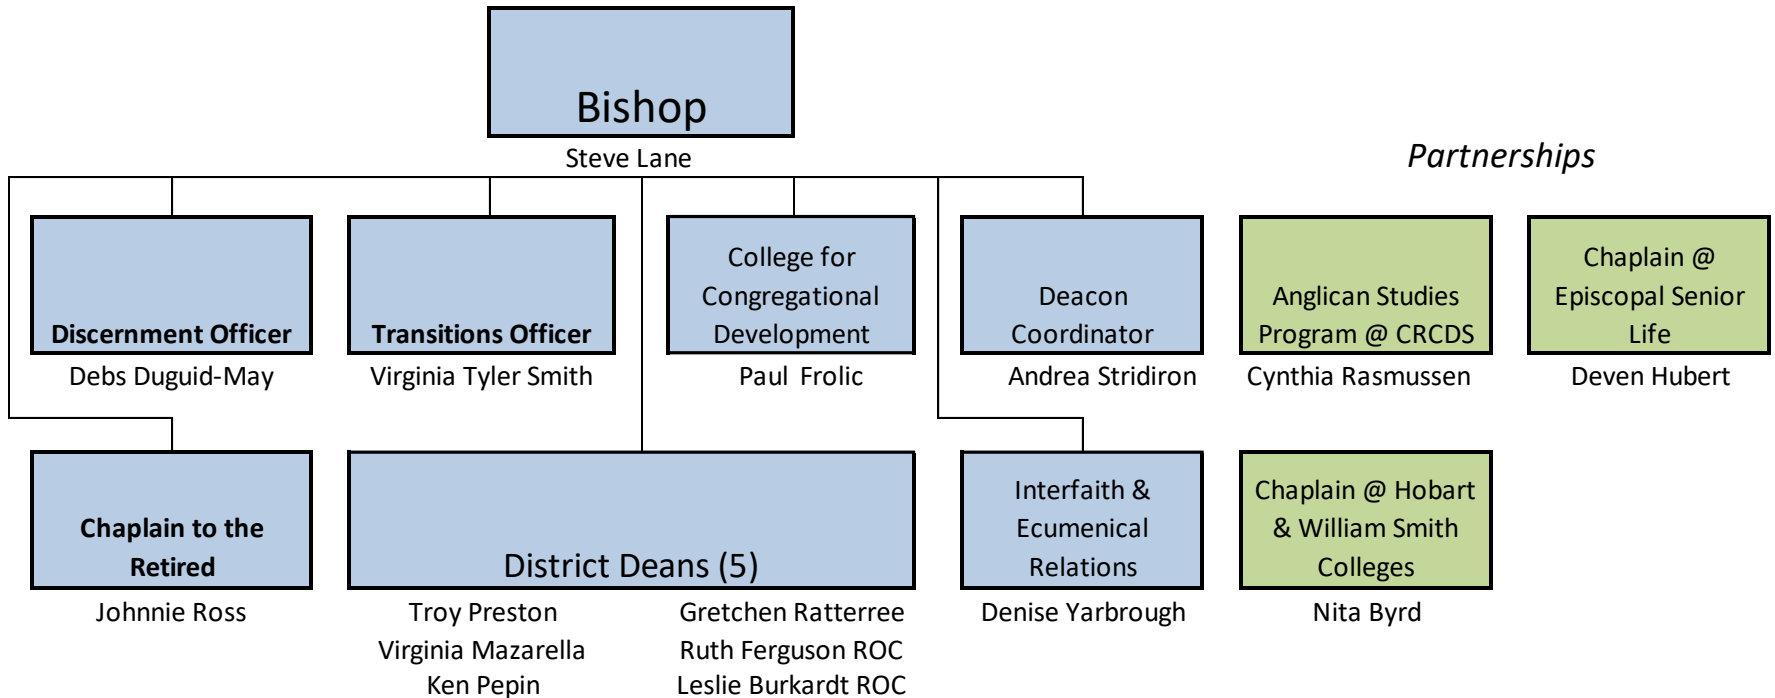 Bishop
Steve Lane
Partnerships
Discernment Officer
Debs Duguid-May
Transitions Officer
Virginia Tyler Smith
College for
Congregational
Development
Paul Frolic
Deacon
Coordinator
Andrea Stridiron
Anglican Studies
Program @ CRCDS
Cynthia Rasmussen
Chaplain @
Episcopal Senior
Life
Deven Hubert
Chaplain to the
Retired
Johnnie Ross
District Deans (5)
Troy Preston
Virginia Mazarella
Ken Pepin
Gretchen Ratterree
Ruth Ferguson ROC
Leslie Burkardt ROC
Interfaith &
Ecumenical
Relations
Denise Yarbrough
Chaplain @ Hobart
& William Smith
Colleges
Nita Byrd